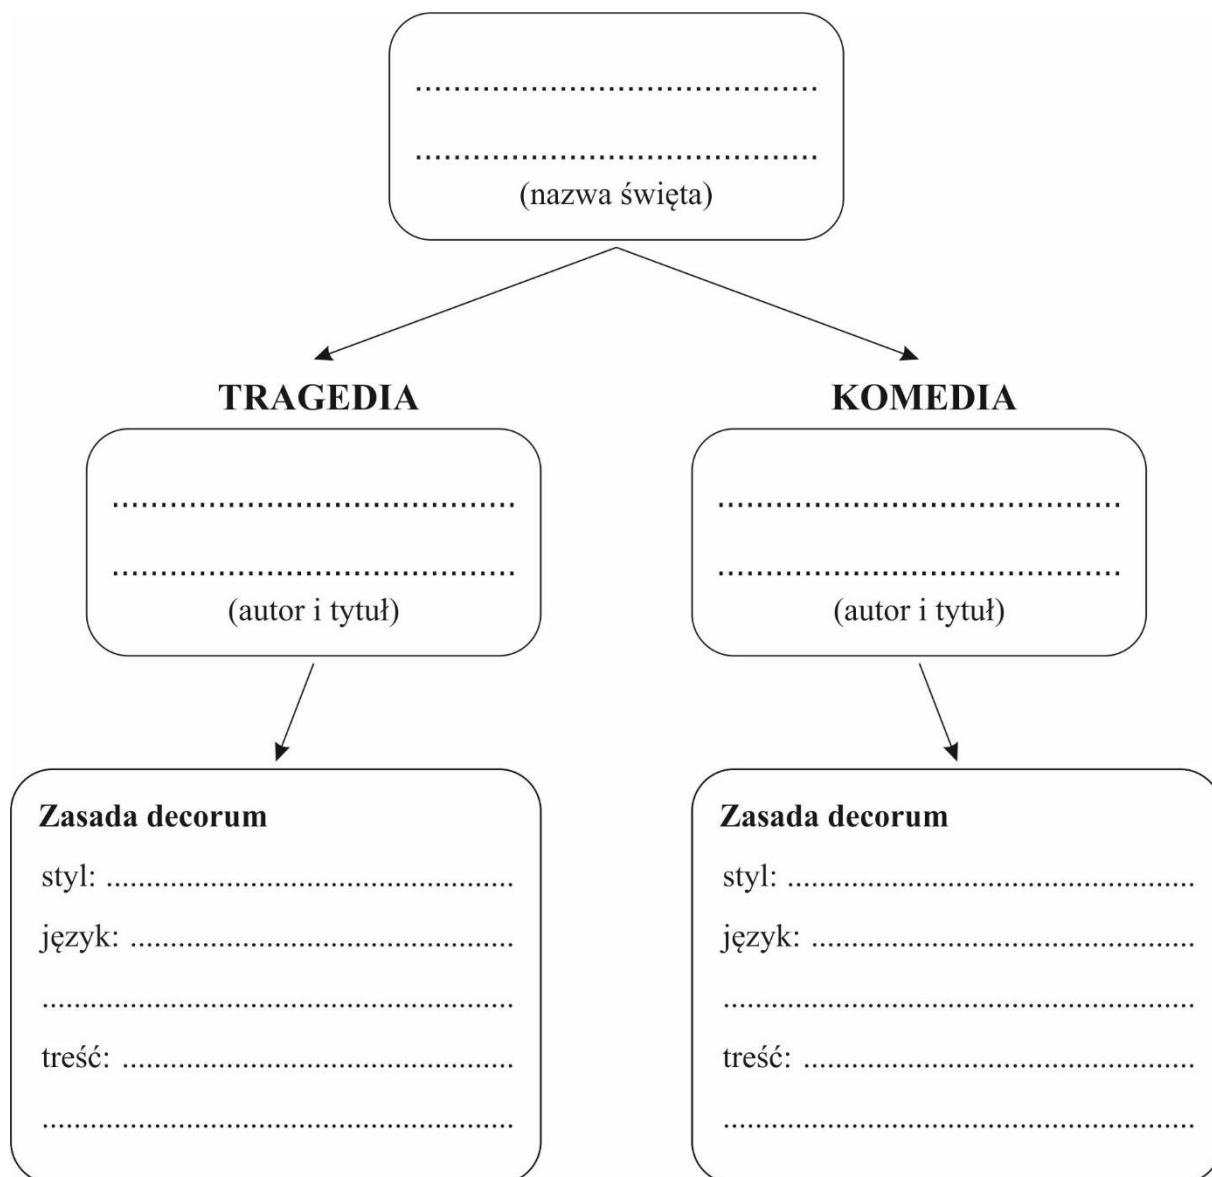 ........................................
........................................
(nazwa święta)
TRAGEDIA
........................................
........................................
(autor i tytuł)
Zasada decorum
styl: ...................................................
język: ................................................
...........................................................
treść: .................................................
...........................................................
KOMEDIA
........................................
........................................
(autor i tytuł)
Zasada decorum
styl: ...................................................
język: ................................................
...........................................................
treść: .................................................
...........................................................